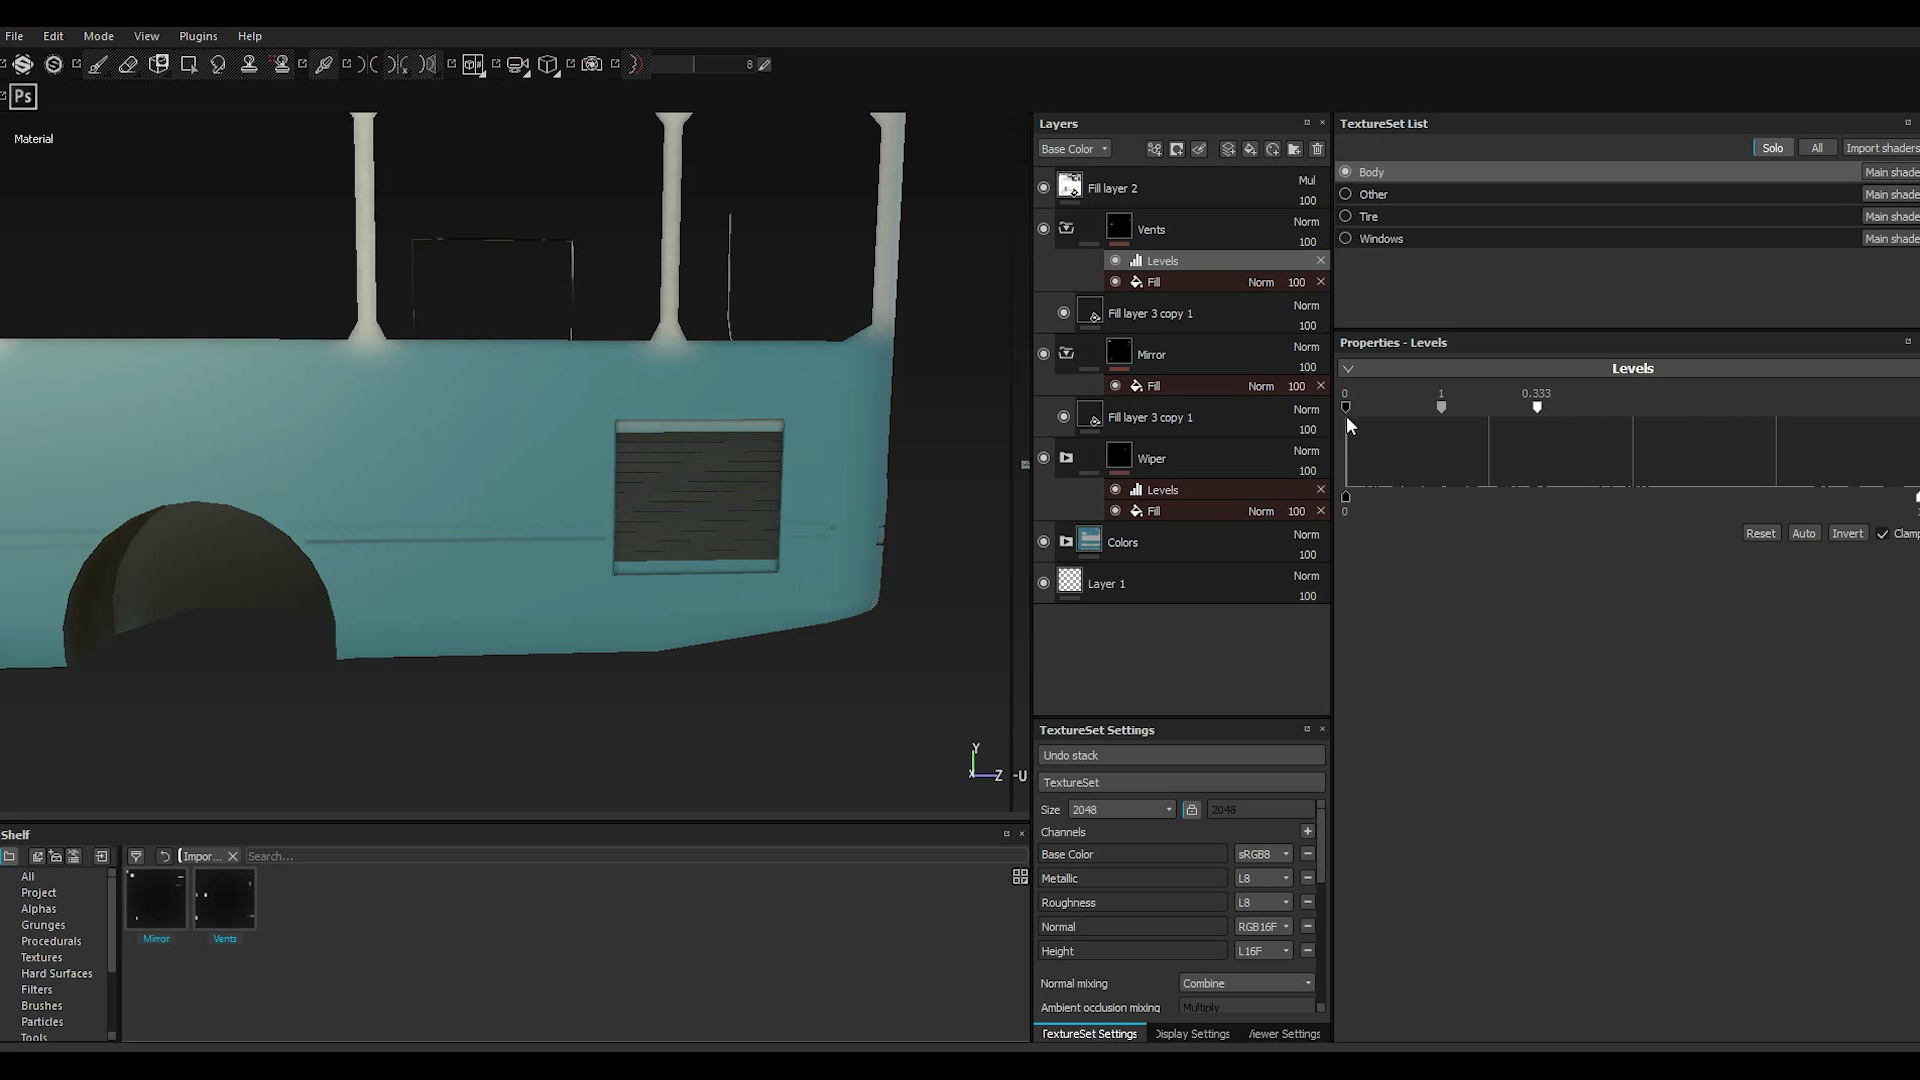 File Edit Mode View Plugins Help
8
Ps
Material
Layers
Base Color
Fill layer 2 Mul
100
Vents Norm
100
Levels
Fill Norm 100
Fill layer 3 copy 1 Norm
100
Mirror Norm
100
Fill Norm 100
Fill layer 3 copy 1 Norm
100
Wiper Norm
100
Levels
Fill Norm 100
Colors Norm
100
Layer 1 Norm
100
TextureSet List
Solo All Import shaders
Body Main shade
Other Main shade
Tire Main shade
Windows Main shade
Properties - Levels
Levels
0 1 0.333
0
Reset Auto Invert Clamp
Y
X Z -U
TextureSet Settings
Undo stack
TextureSet
Size 2048 2048
Channels
Base Color sRGB8
Metallic L8
Roughness L8
Normal RGB16F
Height L16F
Normal mixing Combine
Ambient occlusion mixing Multiply
TextureSet Settings Display Settings Viewer Settings
Shelf
Impor... Search...
All
Project
Alphas
Grunges
Procedurals
Textures
Hard Surfaces
Filters
Brushes
Particles
Tools
Mirror Vents